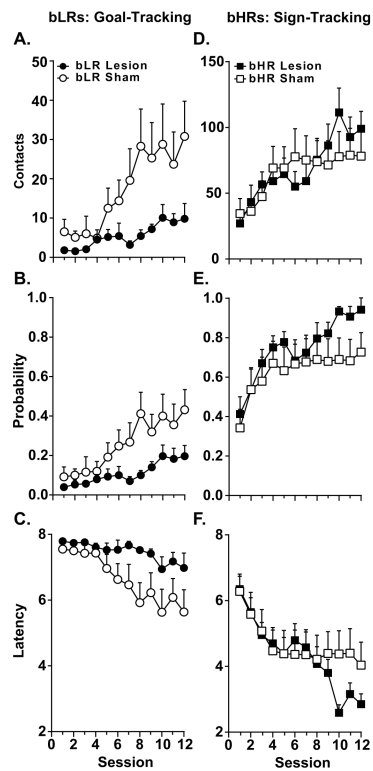 bLRs: Goal-Tracking
bHRs: Sign-Tracking
A.
bLR Lesion
bLR Sham
50
40
30
20
10
0
Contacts
D.
bHR Lesion
bHR Sham
150
100
50
0
B.
1.0
0.8
0.6
0.4
0.2
0.0
Probability
E.
1.0
0.8
0.6
0.4
0.2
0.0
C.
8
6
4
2
Latency
0 2 4 6 8 10 12
Session
F.
8
6
4
2
0 2 4 6 8 10 12
Session